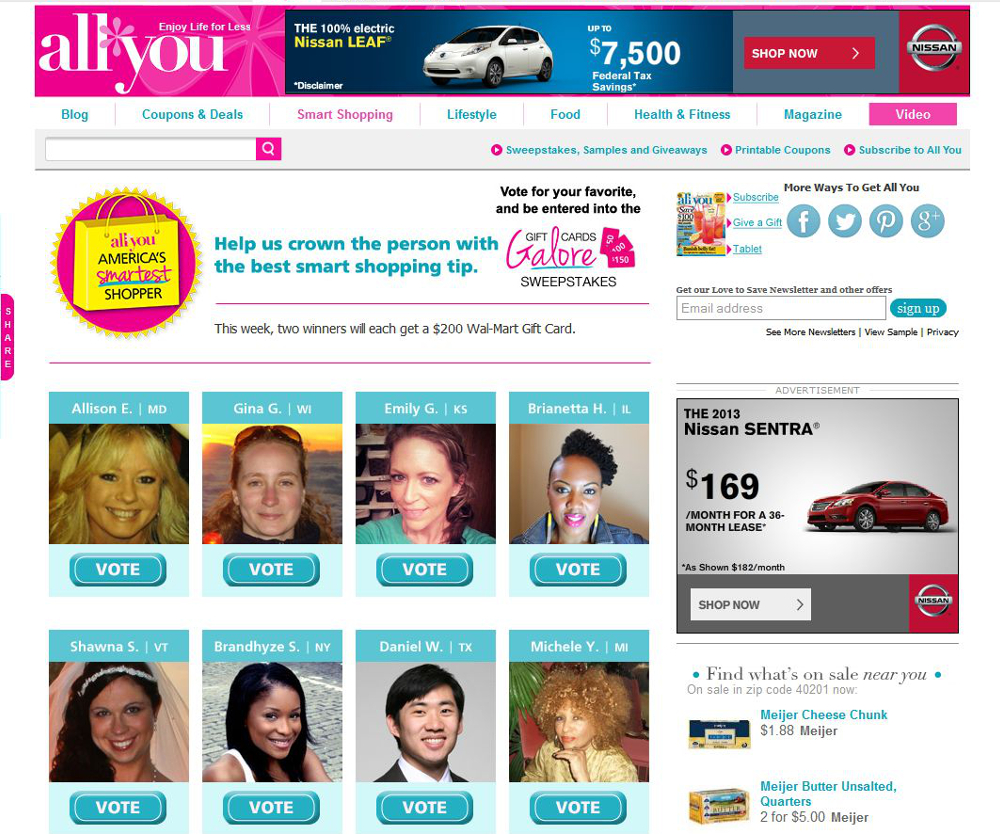 Enjoy Life for Less
all*you
THE 100% electric
Nissan LEAF®
*Disclaimer
UP TO
$7,500
Federal Tax
Savings*
SHOP NOW
NISSAN
Blog
Coupons & Deals
Smart Shopping
Lifestyle
Food
Health & Fitness
Magazine
Video
Sweepstakes, Samples and Giveaways
Printable Coupons
Subscribe to All You
SHARE
all you
AMERICA'S
smartest
SHOPPER
Help us crown the person with
the best smart shopping tip.
Vote for your favorite,
and be entered into the
GIFT CARDS
Galore
50
100
$150
SWEEPSTAKES
This week, two winners will each get a $200 Wal-Mart Gift Card.
More Ways To Get All You
all you
Subscribe
Give a Gift
Tablet
Get our Love to Save Newsletter and other offers
Email address
sign up
See More Newsletters | View Sample | Privacy
Allison E. | MD
Gina G. | WI
Emily G. | KS
Brianetta H. | IL
VOTE
VOTE
VOTE
VOTE
ADVERTISEMENT
THE 2013
Nissan SENTRA®
$169
/MONTH FOR A 36-
MONTH LEASE*
*As Shown $182/month
SHOP NOW
NISSAN
Shawna S. | VT
Brandhyze S. | NY
Daniel W. | TX
Michele Y. | MI
VOTE
VOTE
VOTE
VOTE
Find what's on sale near you
On sale in zip code 40201 now:
Meijer Cheese Chunk
$1.88 Meijer
Meijer Butter Unsalted,
Quarters
2 for $5.00 Meijer